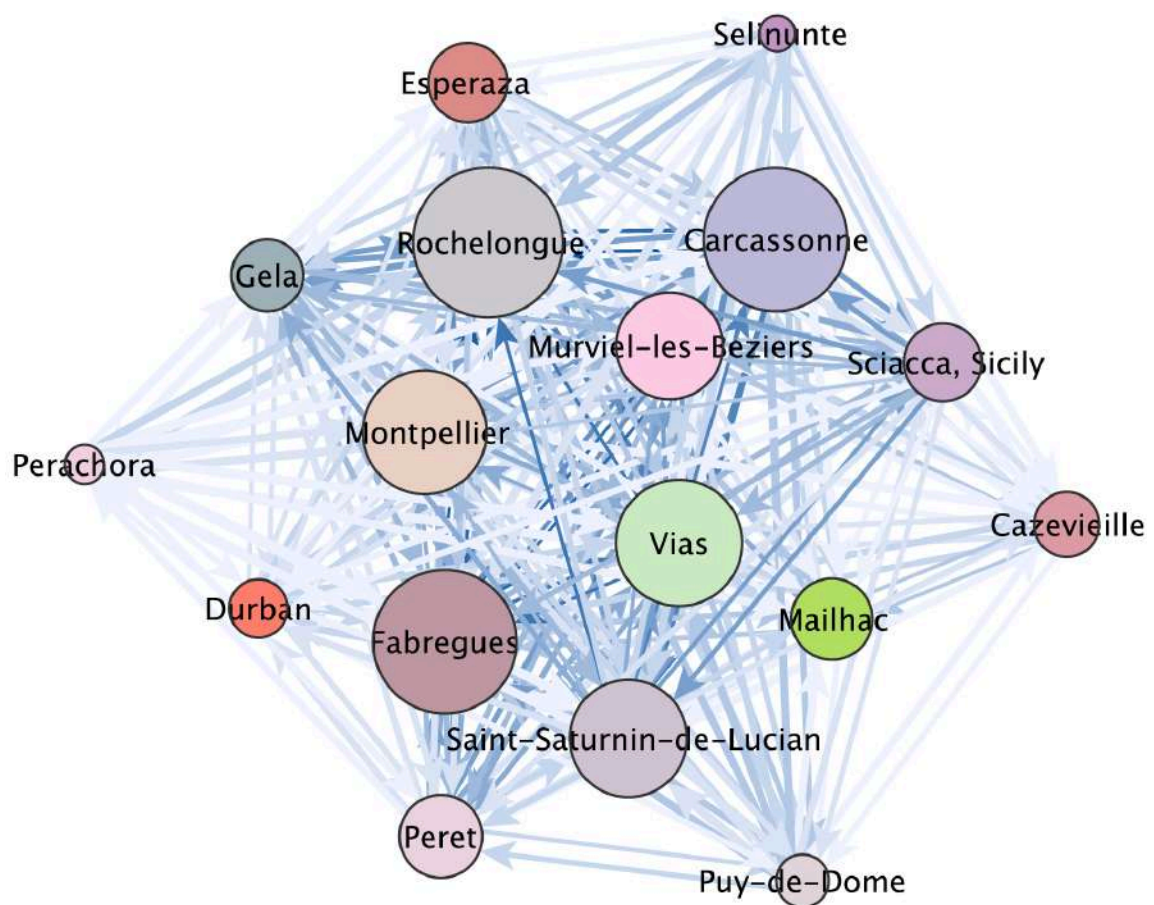 Selinunte
Esperaza
Rochelongue
Carcassonne
Gela
Murviel-les-Beziers
Sciacca, Sicily
Montpellier
Perachora
Cazevieille
Vias
Durban
Mailhac
Fabregues
Saint-Saturnin-de-Lucian
Peret
Puy-de-Dome